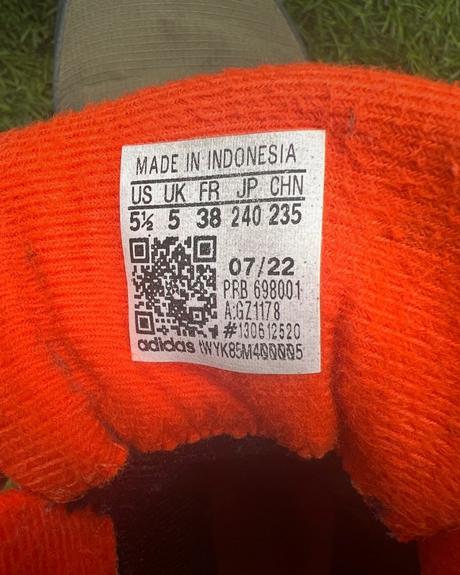 MADE IN INDONESIA
US UK FR JP CHN
5½ 5 38 240 235
07/22
PRB 698001
A:GZ1178
#130612520
adidas tWYK85M400005